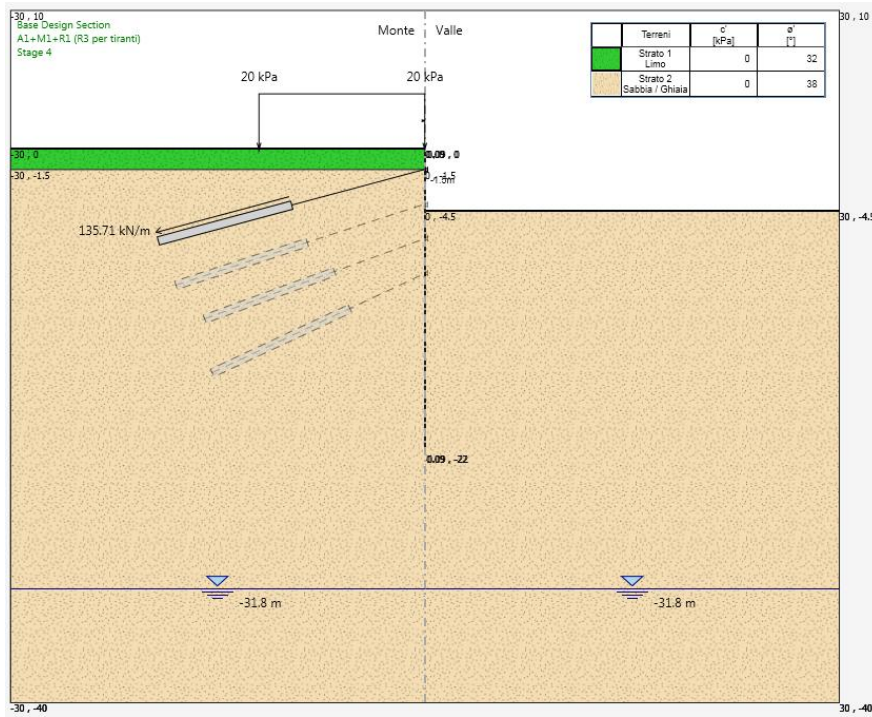 -30 , 10
30 , 10
Base Design Section
A1+M1+R1 (R3 per tiranti)
Stage 4
Monte
Valle
Terreni
c'
[kPa]
ø'
[°]
Strato 1
Limo
0
32
Strato 2
Sabbia / Ghiaia
0
38
20 kPa
20 kPa
-30 , 0
0.09 , 0
-30 , -1.5
0 , -1.5
0 , -4.5
30 , -4.5
135.71 kN/m
0.09 , -22
-31.8 m
-31.8 m
-30 , -40
30 , -40